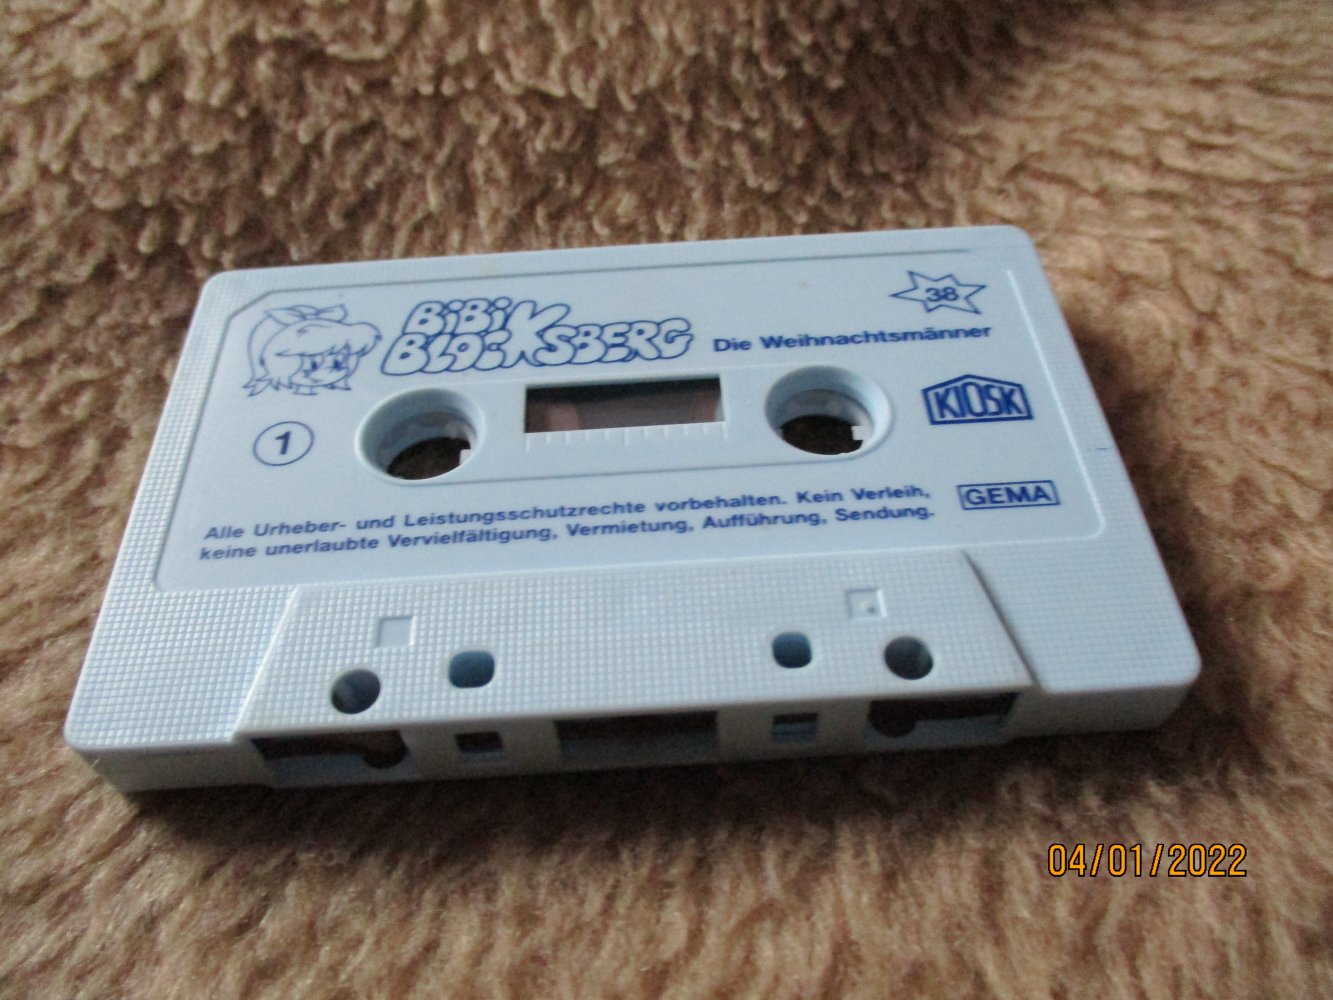 BiBi
BLOCKSBERG
38
Die Weihnachtsmänner
KIOSK
1
GEMA
Alle Urheber- und Leistungsschutzrechte vorbehalten. Kein Verleih,
keine unerlaubte Vervielfältigung, Vermietung, Aufführung, Sendung.
04/01/2022